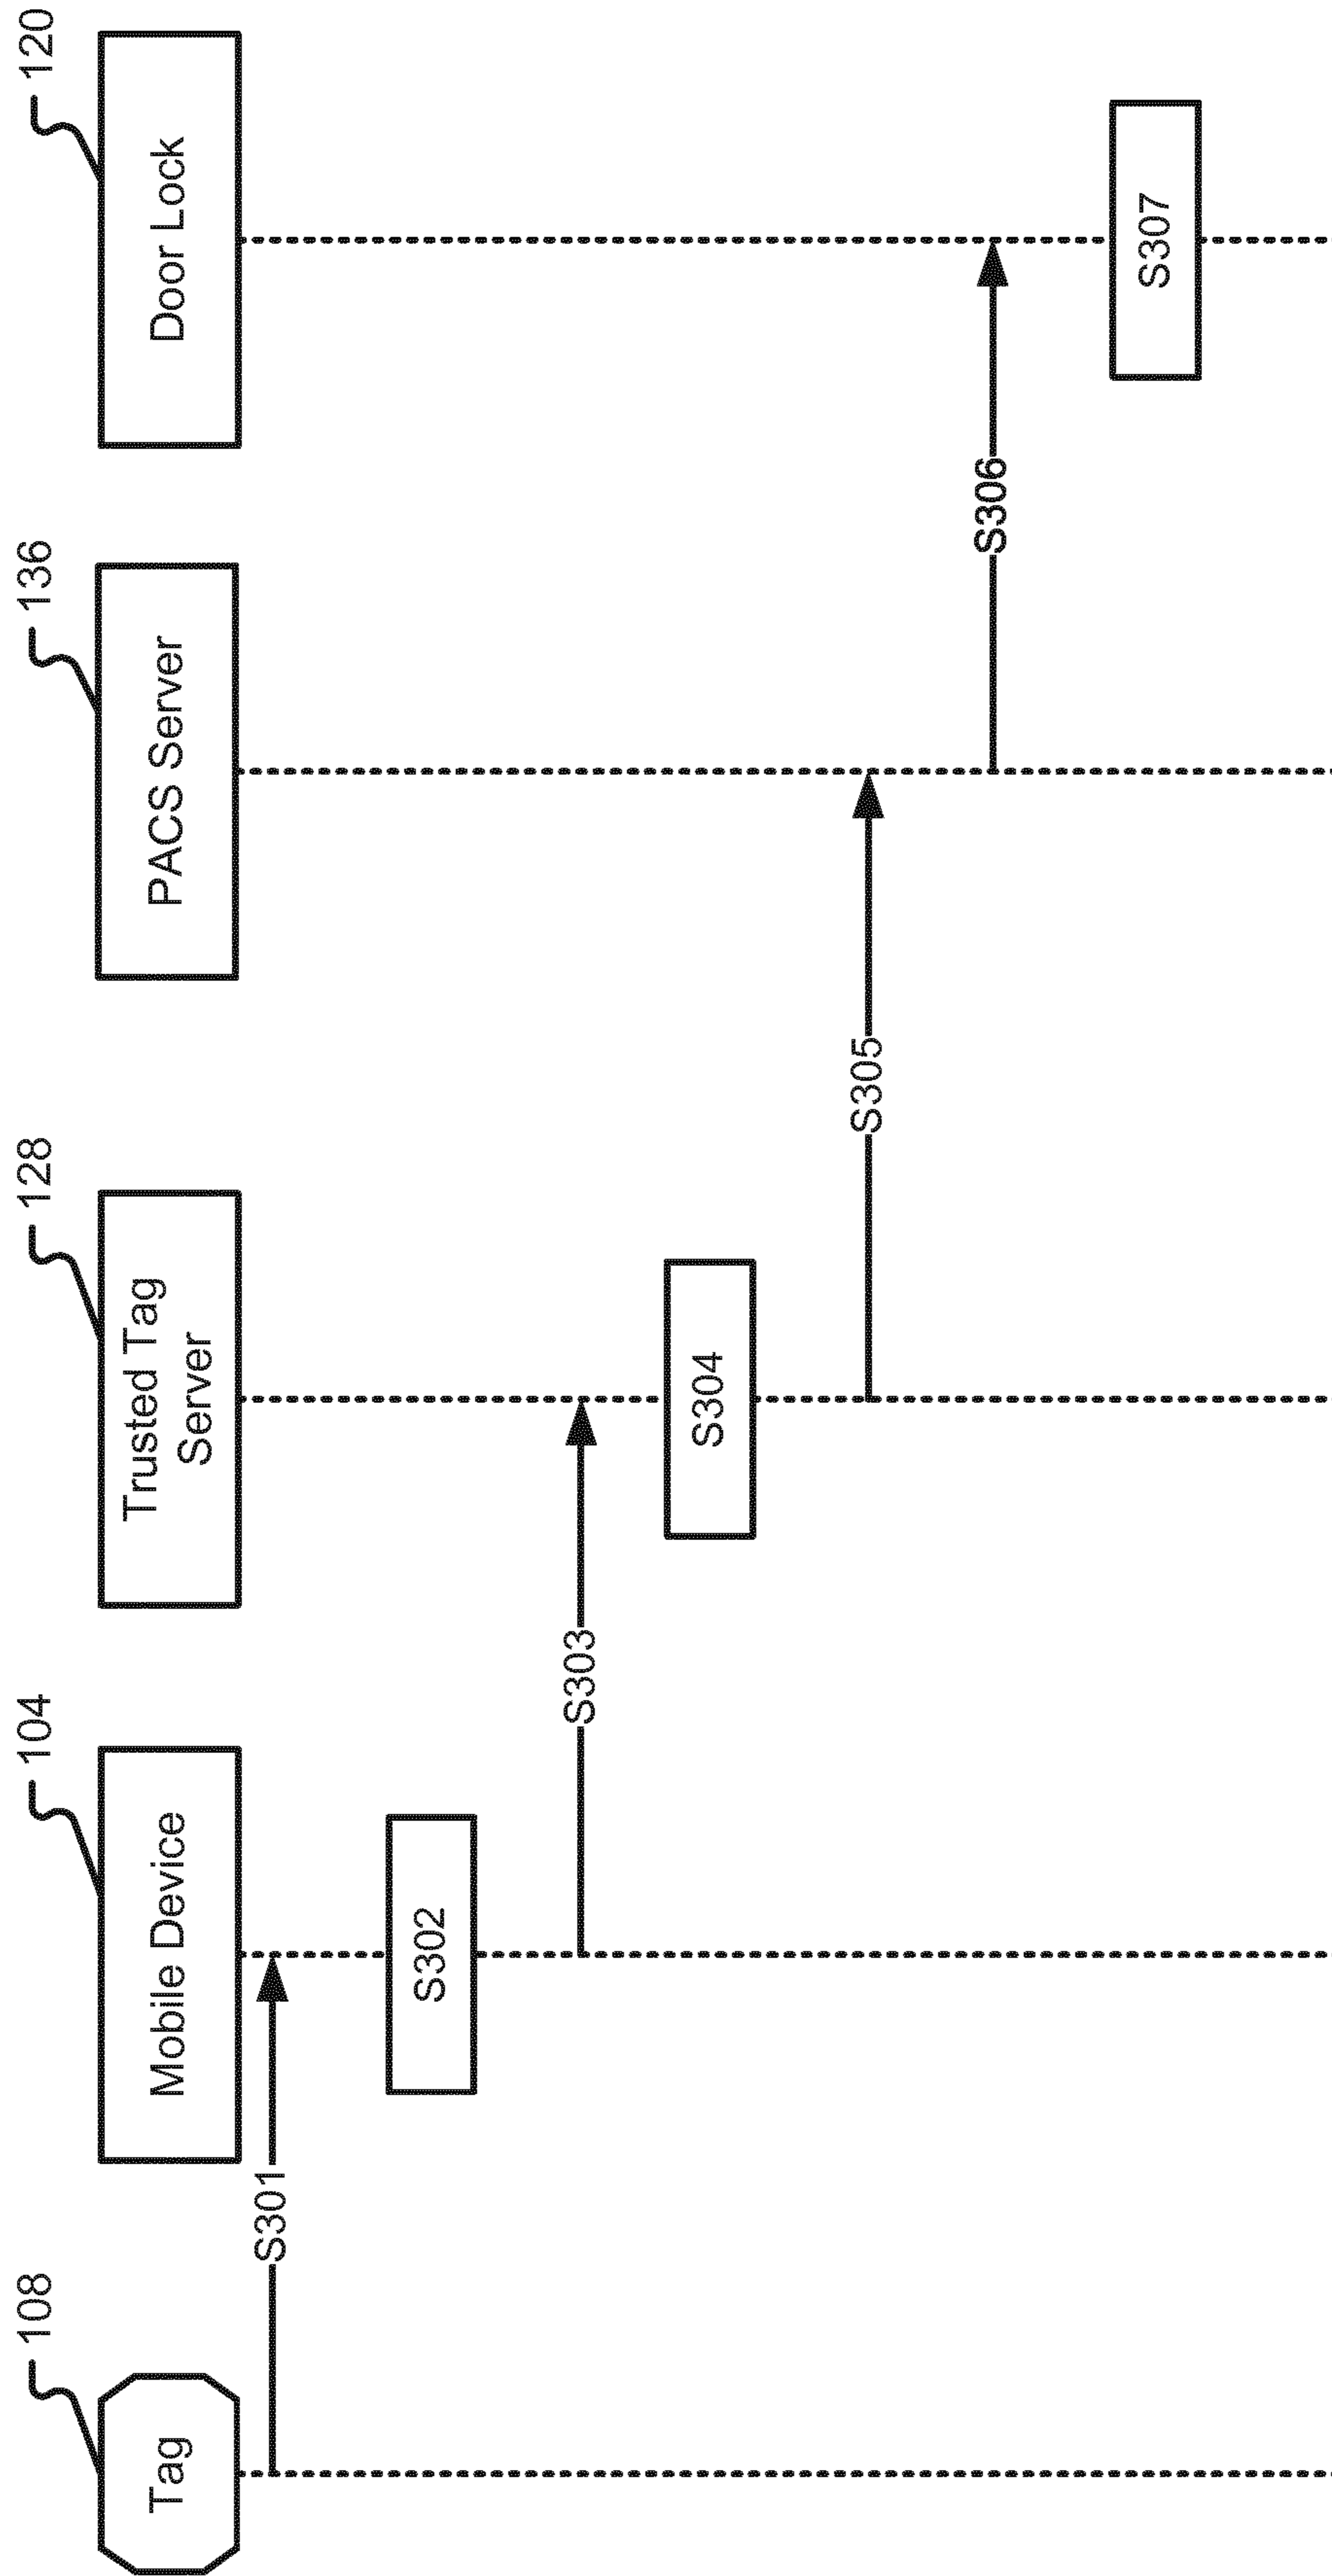 108
104
128
136
120
Tag
Mobile Device
Trusted Tag
Server
PACS Server
Door Lock
S301
S302
S303
S304
S305
S306
S307